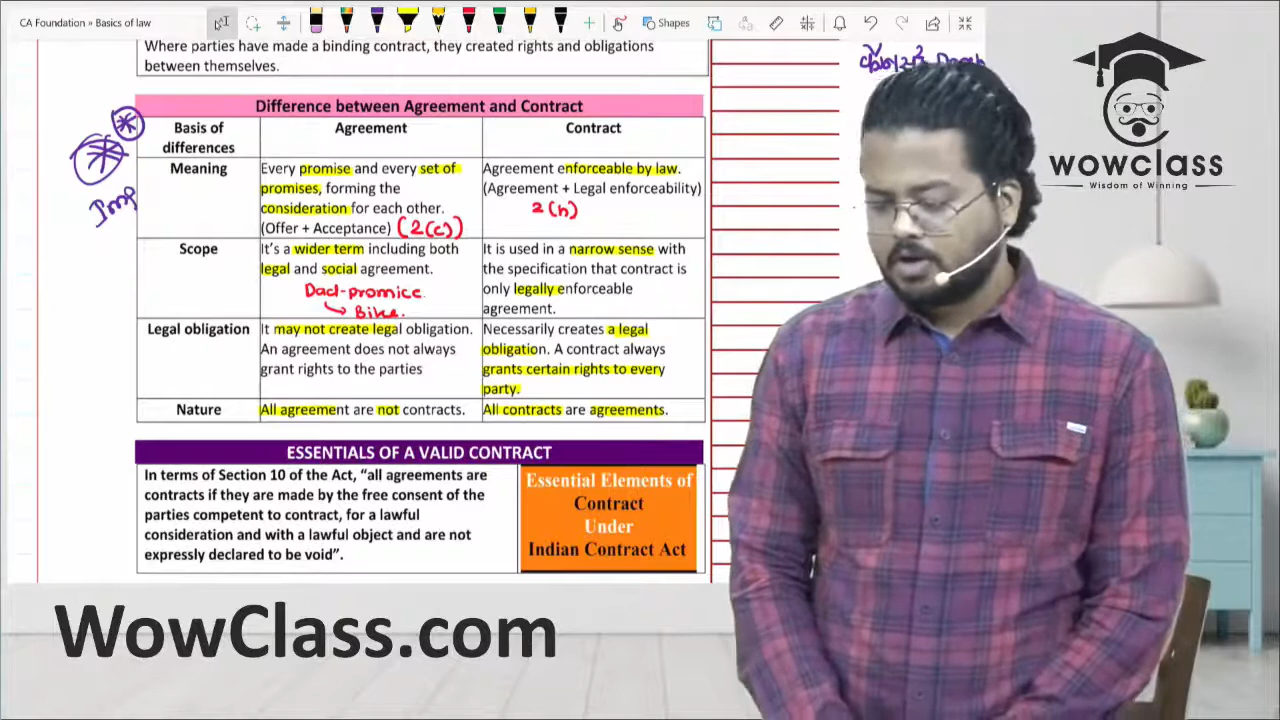 CA Foundation » Basics of law
Shapes
Where parties have made a binding contract, they created rights and obligations
between themselves.
Difference between Agreement and Contract
Basis of
differences
Agreement
Contract
Meaning
Every promise and every set of
promises, forming the
consideration for each other.
(Offer + Acceptance) (2(c))
Agreement enforceable by law.
(Agreement + Legal enforceability)
2(h)
Scope
It's a wider term including both
legal and social agreement.
Dad-promice
Bike.
It is used in a narrow sense with
the specification that contract is
only legally enforceable
agreement.
Legal obligation
It may not create legal obligation.
An agreement does not always
grant rights to the parties
Necessarily creates a legal
obligation. A contract always
grants certain rights to every
party.
Nature
All agreement are not contracts.
All contracts are agreements.
ESSENTIALS OF A VALID CONTRACT
In terms of Section 10 of the Act, "all agreements are
contracts if they are made by the free consent of the
parties competent to contract, for a lawful
consideration and with a lawful object and are not
expressly declared to be void".
Essential Elements of
Contract
Under
Indian Contract Act
wowclass
- Wisdom of Winning -
WowClass.com